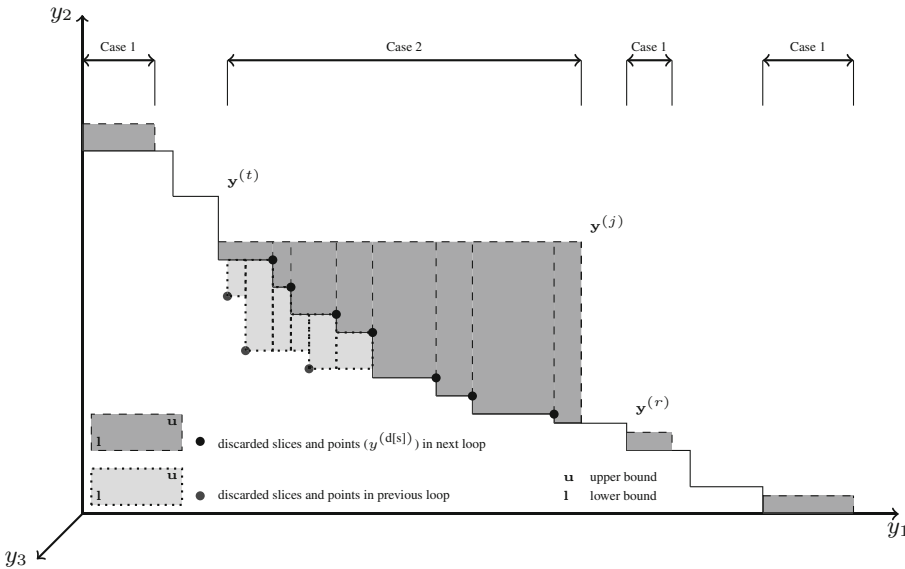 y₂
Case 1
Case 2
Case 1
Case 1
𝐲⁽ᵗ⁾
𝐲⁽ʲ⁾
𝐲⁽ʳ⁾
u
l
discarded slices and points (y^(d[s])) in next loop
u
l
discarded slices and points in previous loop
u upper bound
l lower bound
y₁
y₃